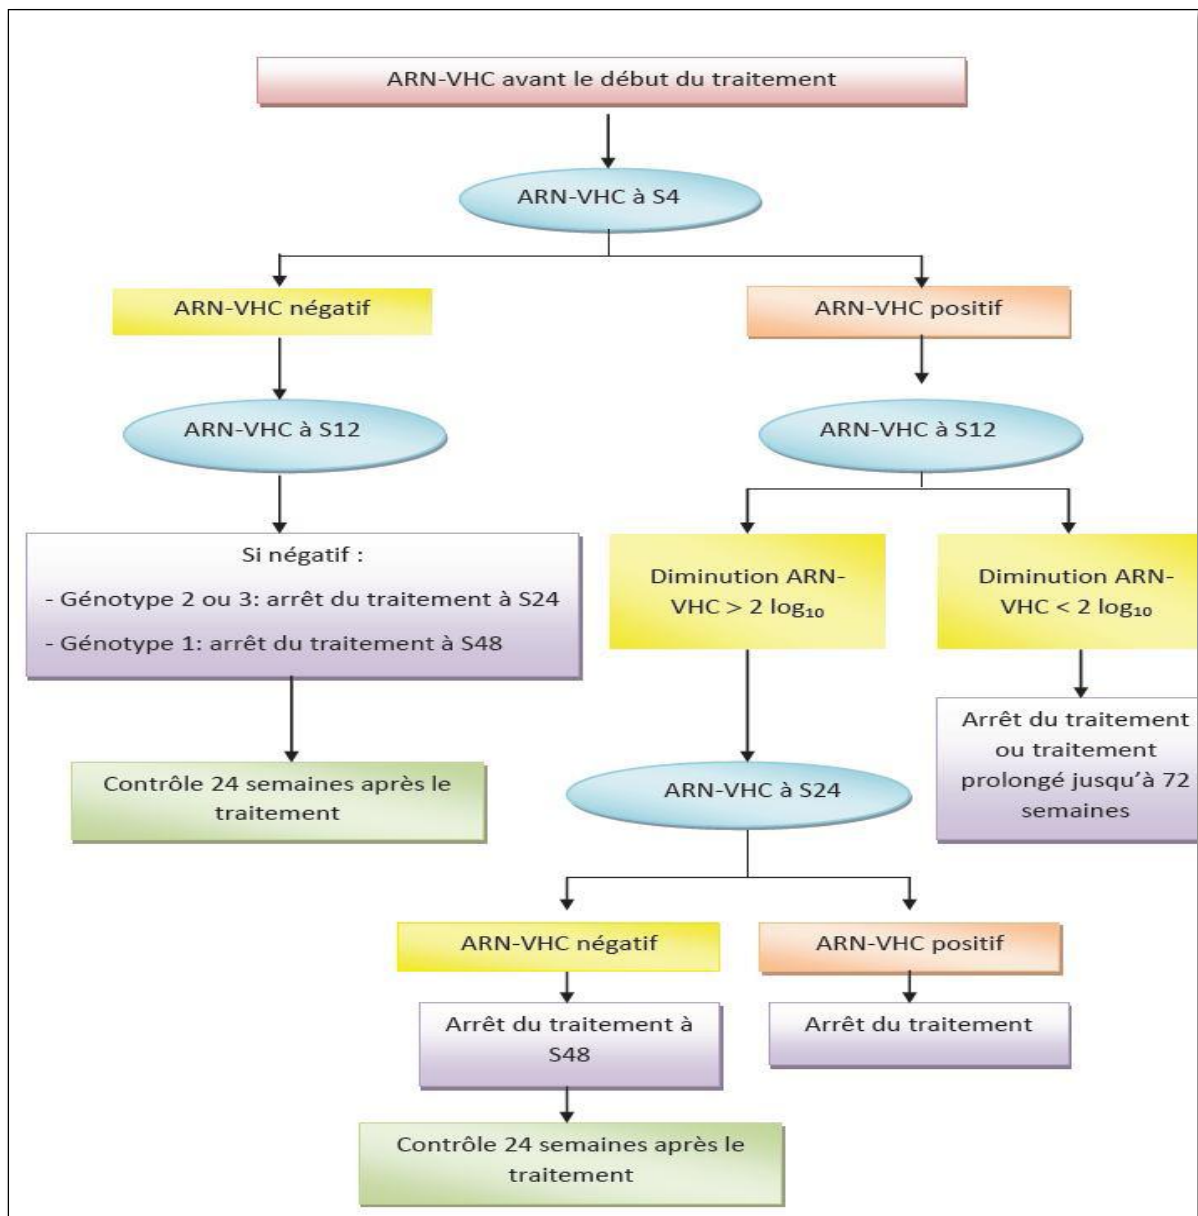 ARN-VHC avant le début du traitement
ARN-VHC à S4
ARN-VHC négatif
ARN-VHC positif
ARN-VHC à S12
ARN-VHC à S12
Si négatif :
- Génotype 2 ou 3: arrêt du traitement à S24
- Génotype 1: arrêt du traitement à S48
Diminution ARN-
VHC > 2 log₁₀
Diminution ARN-
VHC < 2 log₁₀
Contrôle 24 semaines après le
traitement
ARN-VHC à S24
Arrêt du traitement
ou traitement
prolongé jusqu’à 72
semaines
ARN-VHC négatif
ARN-VHC positif
Arrêt du traitement à
S48
Arrêt du traitement
Contrôle 24 semaines après le
traitement